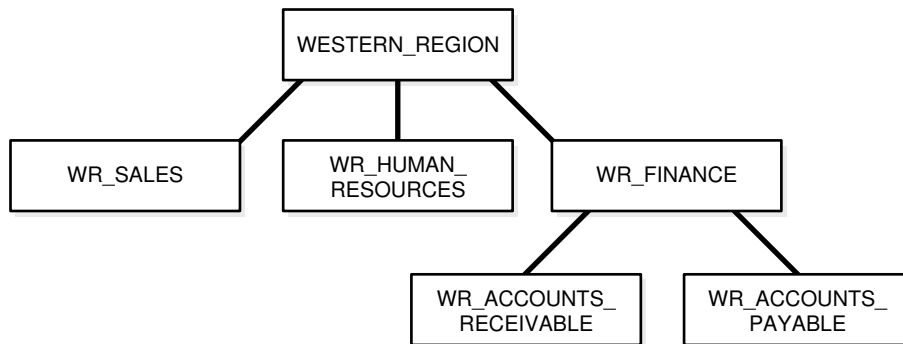 WESTERN_REGION
WR_SALES
WR_HUMAN_
RESOURCES
WR_FINANCE
WR_ACCOUNTS_
RECEIVABLE
WR_ACCOUNTS_
PAYABLE